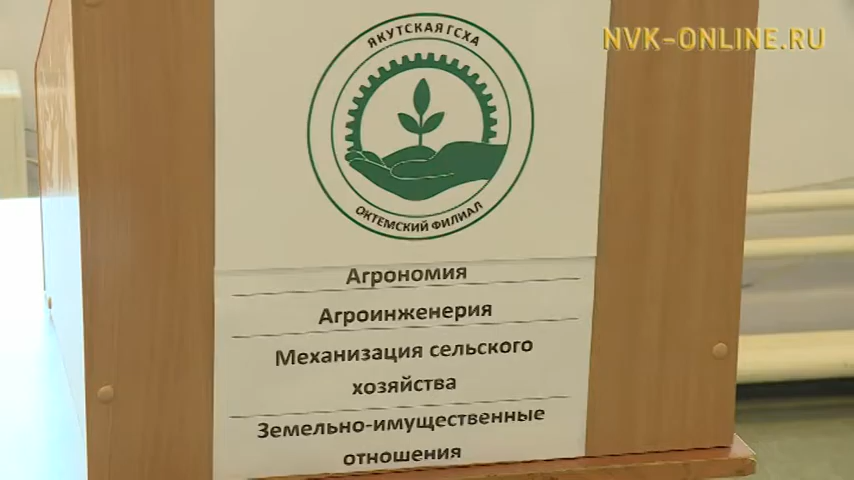 NVK-ONLINE.RU
ЯКУТСКАЯ ГСХА
ОКТЕМСКИЙ ФИЛИАЛ
Агрономия
Агроинженерия
Механизация сельского
хозяйства
Земельно-имущественные
отношения